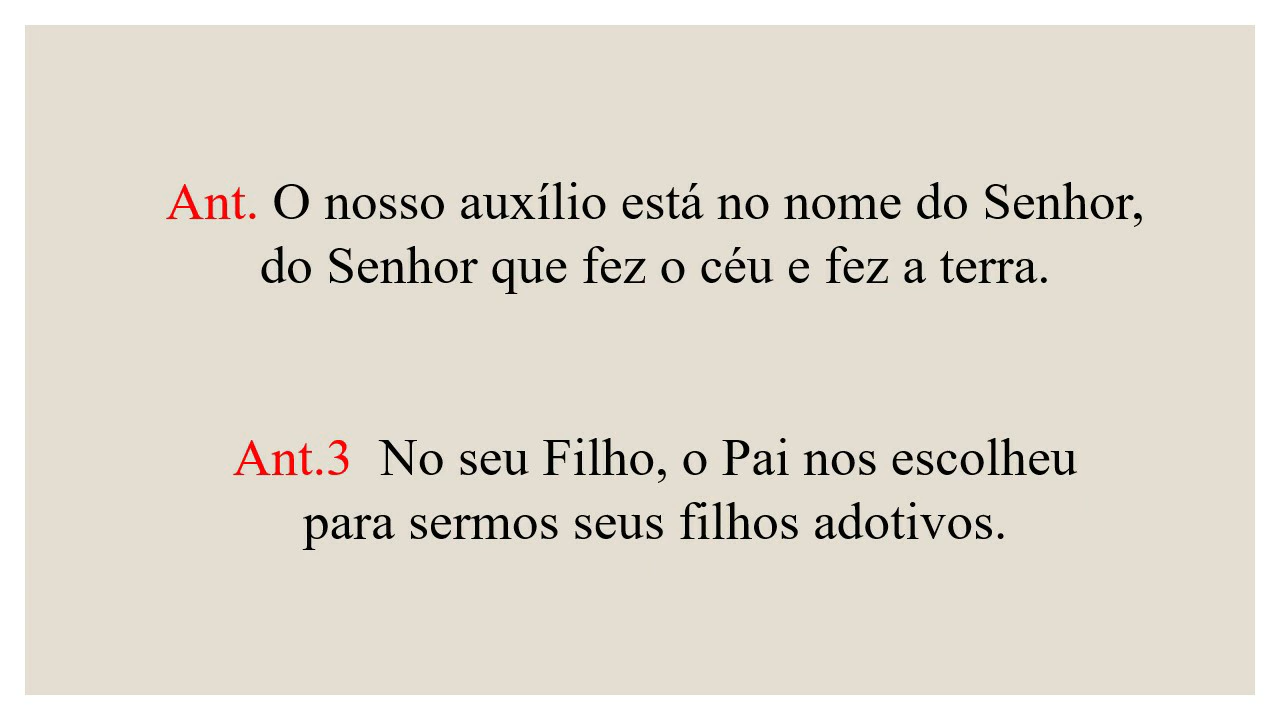 Ant. O nosso auxílio está no nome do Senhor,
do Senhor que fez o céu e fez a terra.
Ant.3 No seu Filho, o Pai nos escolheu
para sermos seus filhos adotivos.